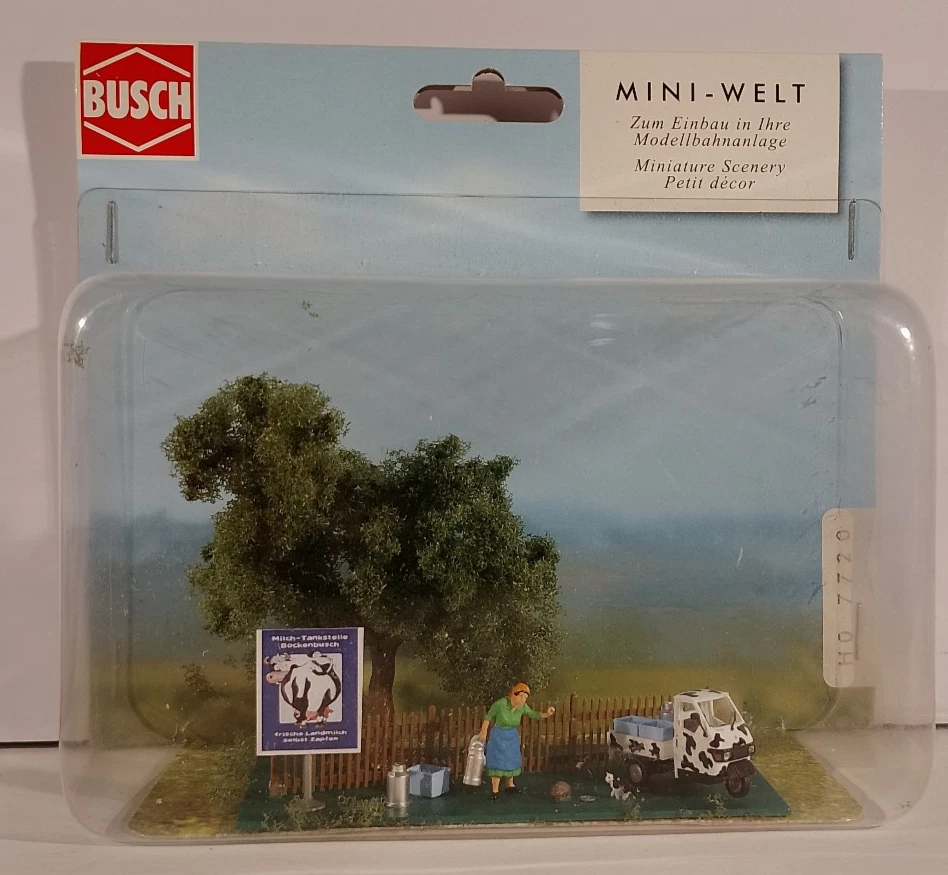 BUSCH
MINI-WELT
Zum Einbau in Ihre
Modellbahnanlage
Miniature Scenery
Petit décor
HO 7720
Milch-Tankstelle
Bockenbusch
frische Landmilch
selbst Zapfen